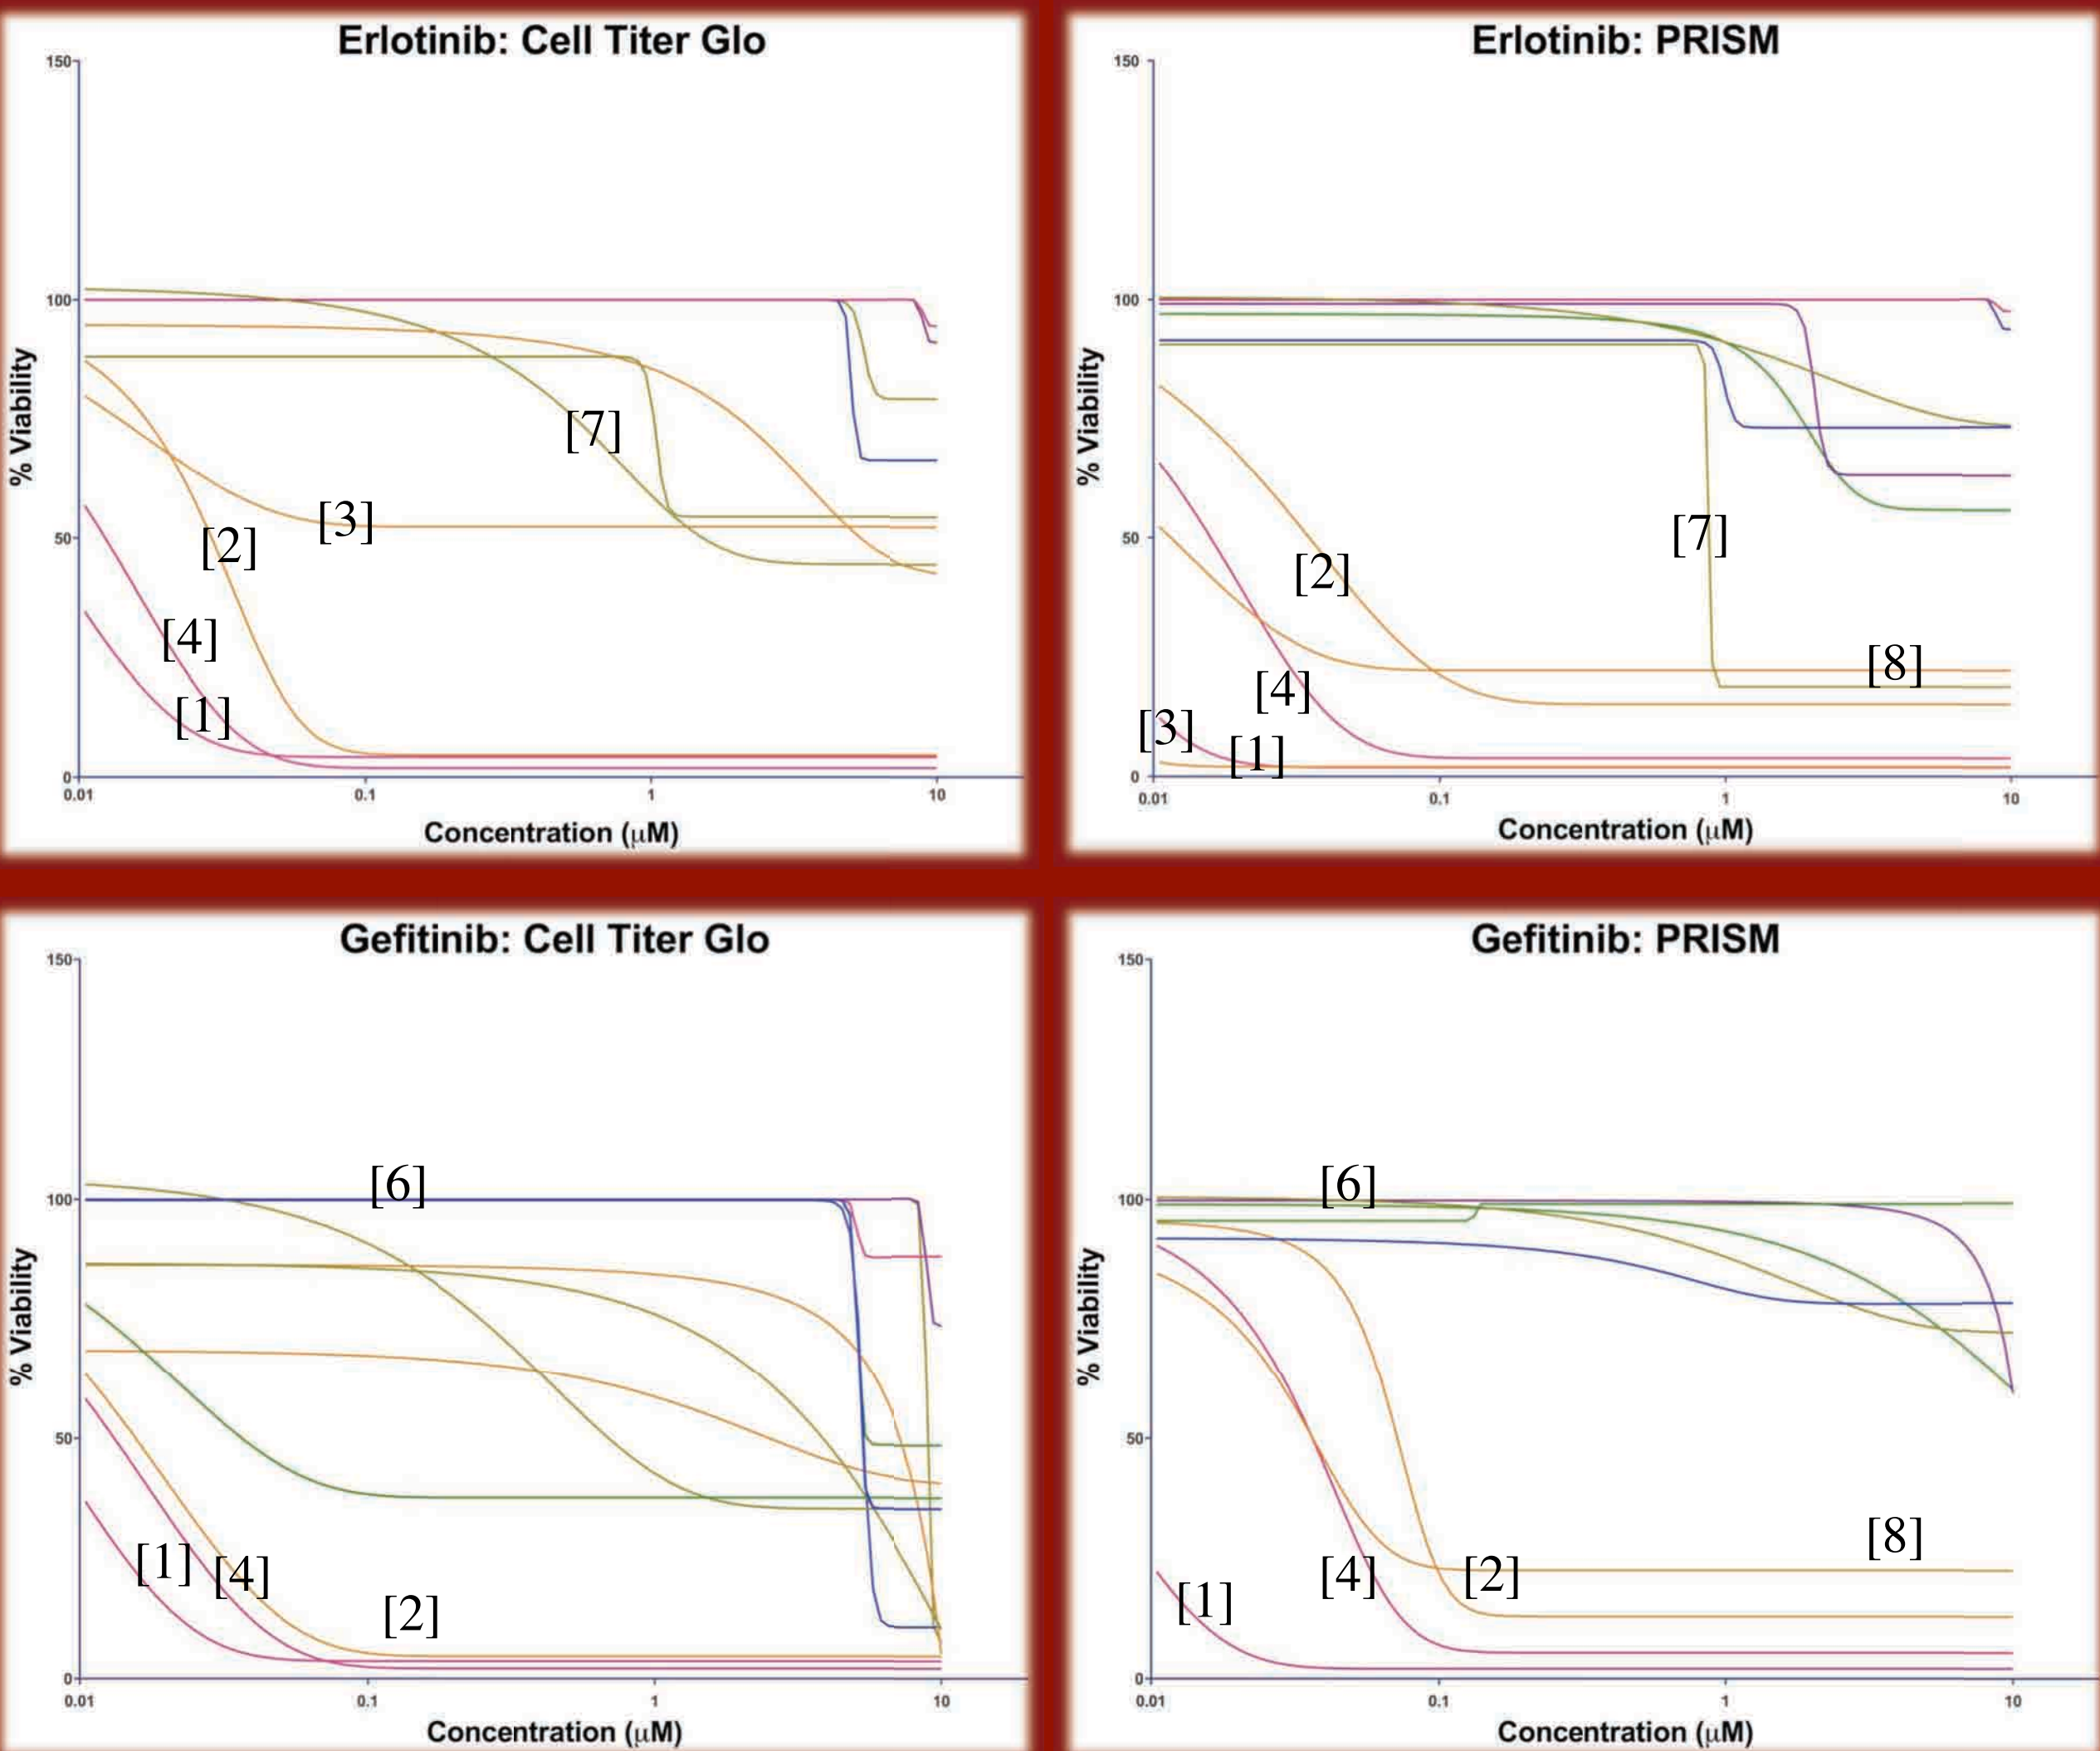 Erlotinib: Cell Titer Glo
150
100
50
0
% Viability
[7]
[3]
[2]
[4]
[1]
0.01 0.1 1 10
Concentration (μM)
Erlotinib: PRISM
150
100
50
0
% Viability
[7]
[2]
[8]
[4]
[3]
[1]
0.01 0.1 1 10
Concentration (μM)
Gefitinib: Cell Titer Glo
150
100
50
0
% Viability
[6]
[1] [4]
[2]
0.01 0.1 1 10
Concentration (μM)
Gefitinib: PRISM
150
100
50
0
% Viability
[6]
[8]
[4] [2]
[1]
0.01 0.1 1 10
Concentration (μM)